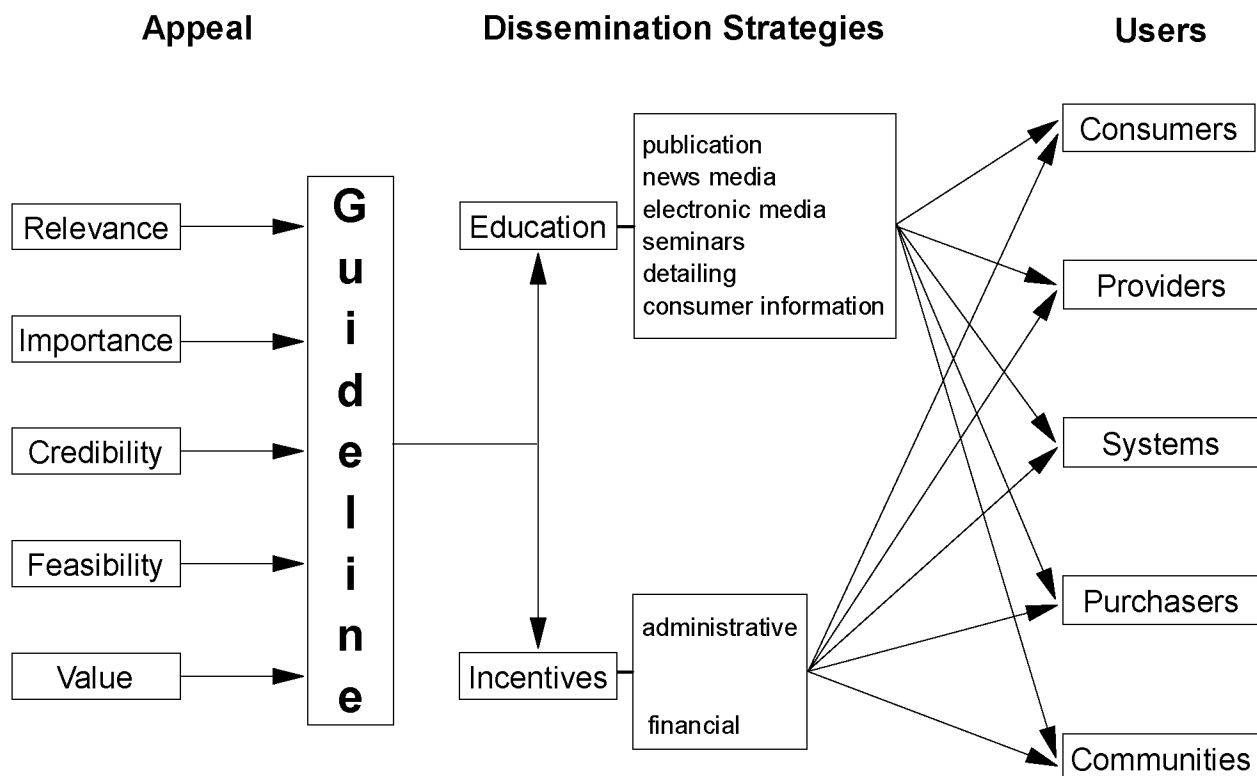 Appeal
Dissemination Strategies
Users
Relevance
Importance
Credibility
Feasibility
Value
Guideline
Education
publication
news media
electronic media
seminars
detailing
consumer information
Incentives
administrative
financial
Consumers
Providers
Systems
Purchasers
Communities